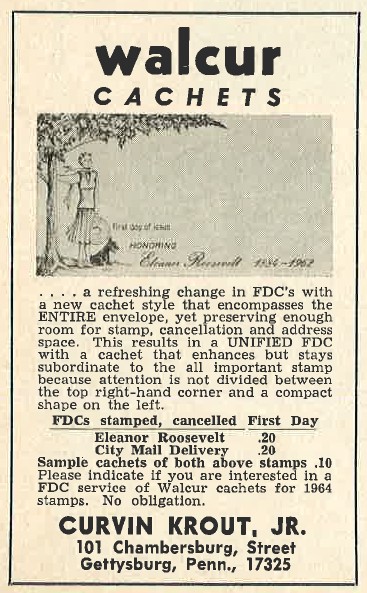 walcur
CACHETS
First day of issue
HONORING
Eleanor Roosevelt 1884-1962
. . . . a refreshing change in FDC's with
a new cachet style that encompasses the
ENTIRE envelope, yet preserving enough
room for stamp, cancellation and address
space. This results in a UNIFIED FDC
with a cachet that enhances but stays
subordinate to the all important stamp
because attention is not divided between
the top right-hand corner and a compact
shape on the left.
FDCs stamped, cancelled First Day
Eleanor Roosevelt .20
City Mail Delivery .20
Sample cachets of both above stamps .10
Please indicate if you are interested in a
FDC service of Walcur cachets for 1964
stamps. No obligation.
CURVIN KROUT, JR.
101 Chambersburg, Street
Gettysburg, Penn., 17325